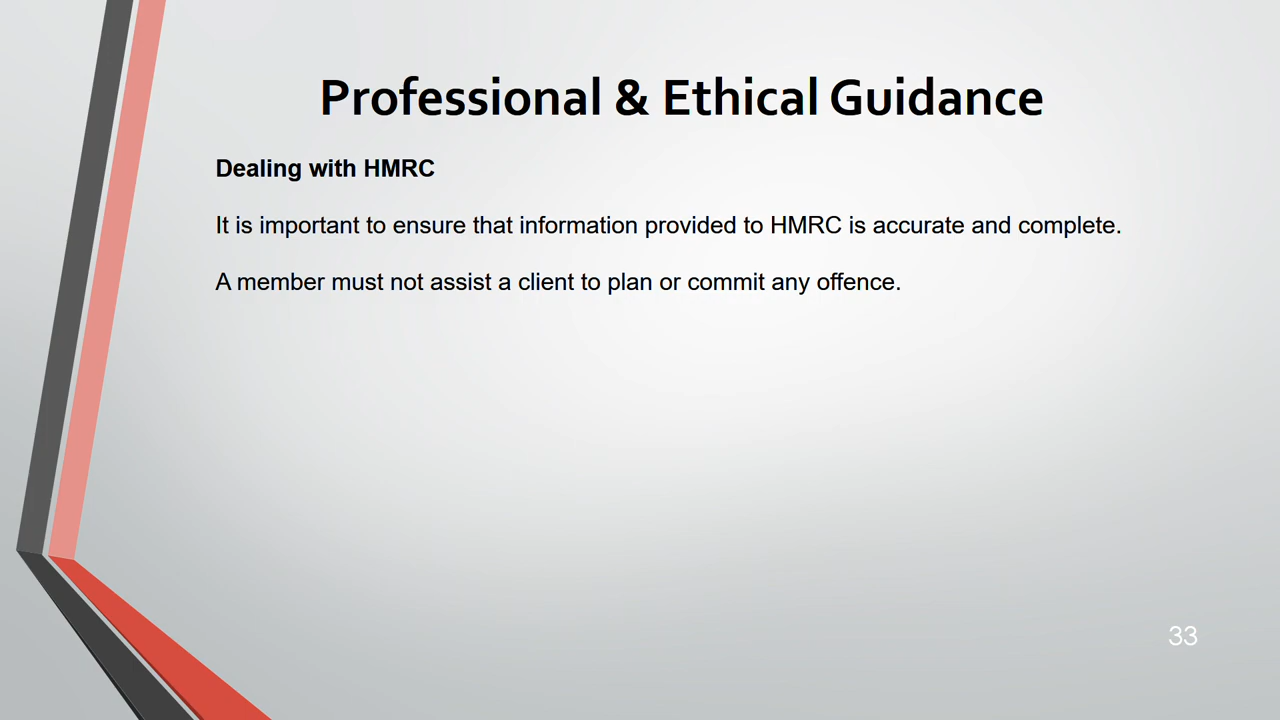 Professional & Ethical Guidance
Dealing with HMRC
It is important to ensure that information provided to HMRC is accurate and complete.
A member must not assist a client to plan or commit any offence.
33